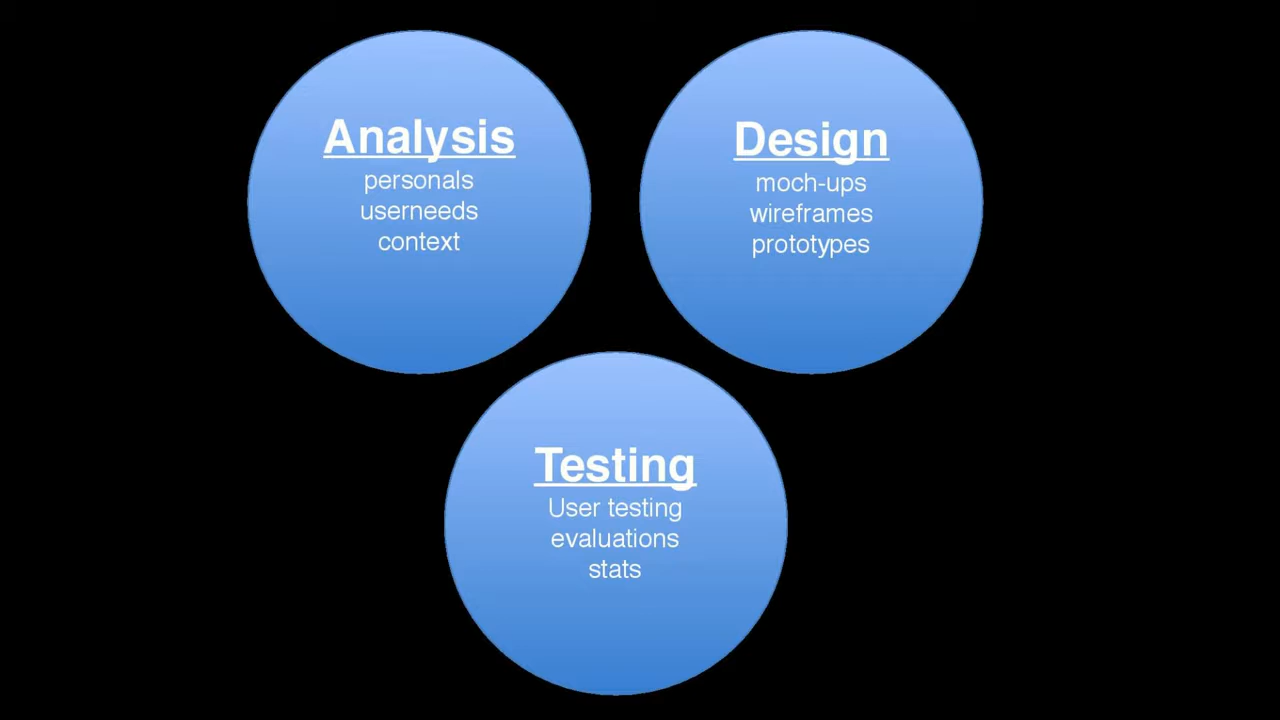 Analysis
personals
userneeds
context
Design
moch-ups
wireframes
prototypes
Testing
User testing
evaluations
stats